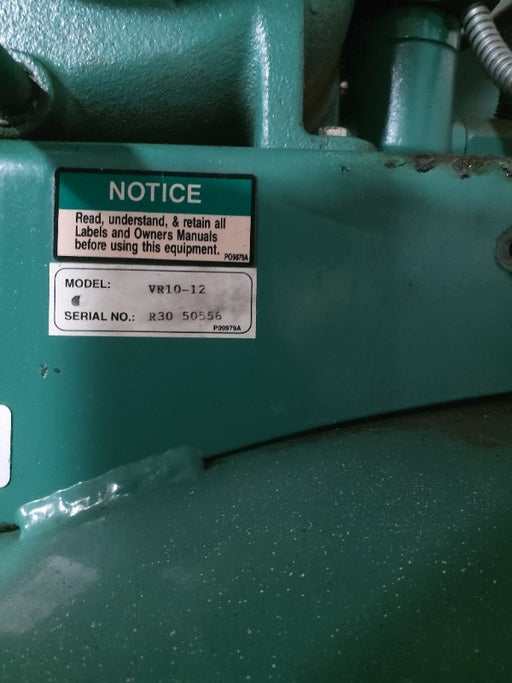 NOTICE
Read, understand, & retain all
Labels and Owners Manuals
before using this equipment.
P09879A
MODEL: VR10-12
SERIAL NO.: R30 50556
P09979A